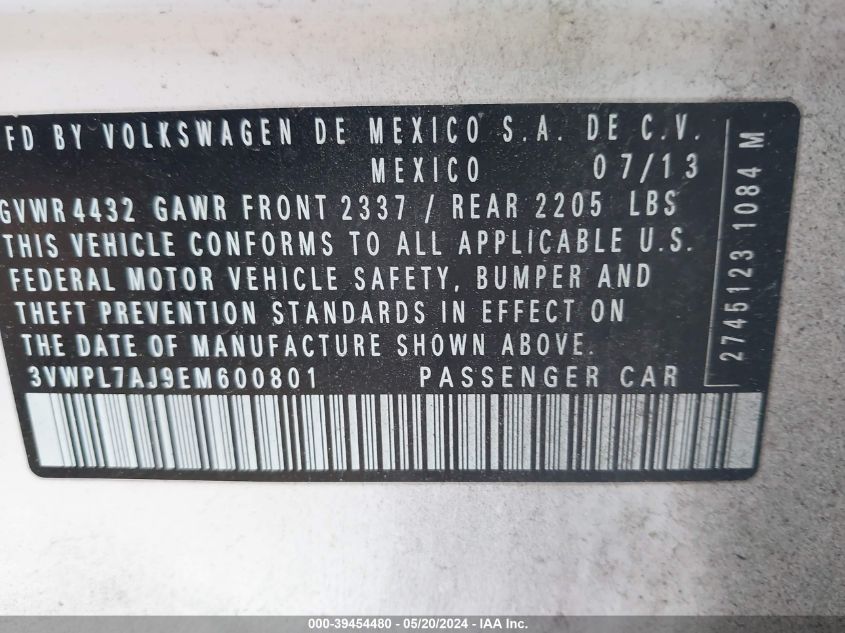 FD BY VOLKSWAGEN DE MEXICO S.A. DE C.V.
MEXICO 07/13
GVWR 4432 GAWR FRONT 2337 / REAR 2205 LBS
THIS VEHICLE CONFORMS TO ALL APPLICABLE U.S.
FEDERAL MOTOR VEHICLE SAFETY, BUMPER AND
THEFT PREVENTION STANDARDS IN EFFECT ON
THE DATE OF MANUFACTURE SHOWN ABOVE.
3VWPL7AJ9EM600801 PASSENGER CAR
2745123 1084 M
000-39454480 - 05/20/2024 - IAA Inc.